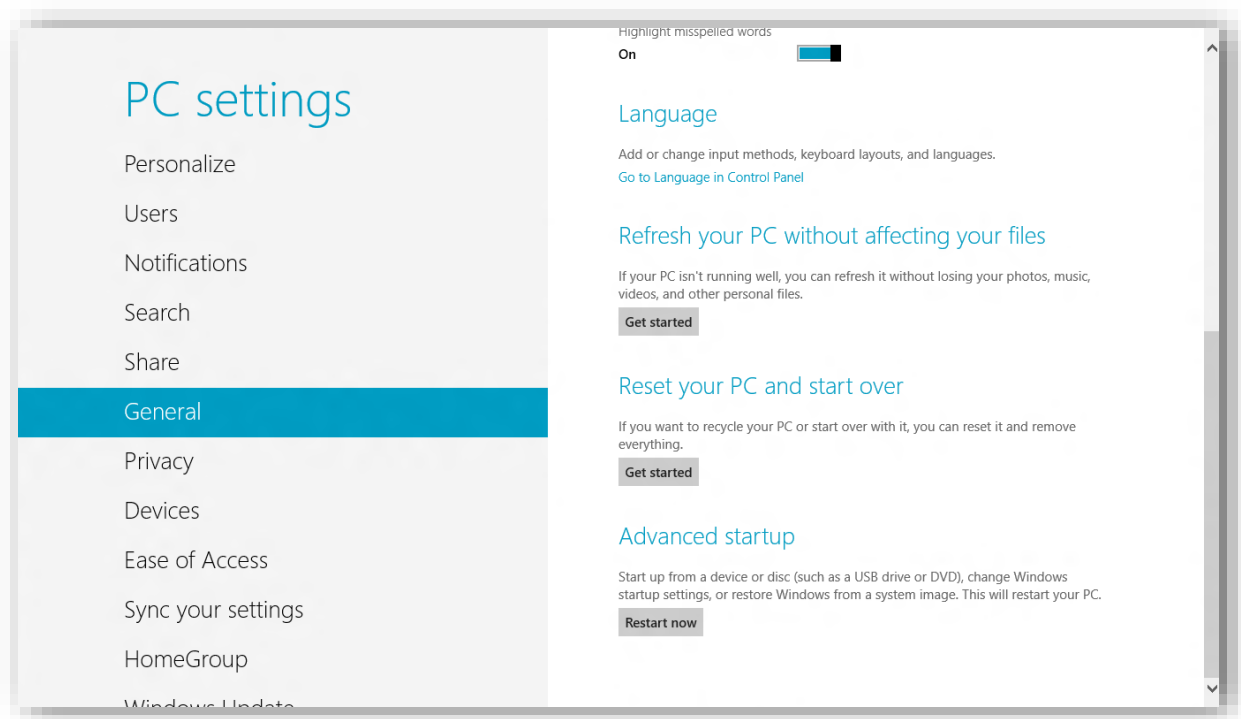 PC settings
Personalize
Users
Notifications
Search
Share
General
Privacy
Devices
Ease of Access
Sync your settings
HomeGroup
Windows Update
Highlight misspelled words
On
Language
Add or change input methods, keyboard layouts, and languages.
Go to Language in Control Panel
Refresh your PC without affecting your files
If your PC isn't running well, you can refresh it without losing your photos, music,
videos, and other personal files.
Get started
Reset your PC and start over
If you want to recycle your PC or start over with it, you can reset it and remove
everything.
Get started
Advanced startup
Start up from a device or disc (such as a USB drive or DVD), change Windows
startup settings, or restore Windows from a system image. This will restart your PC.
Restart now